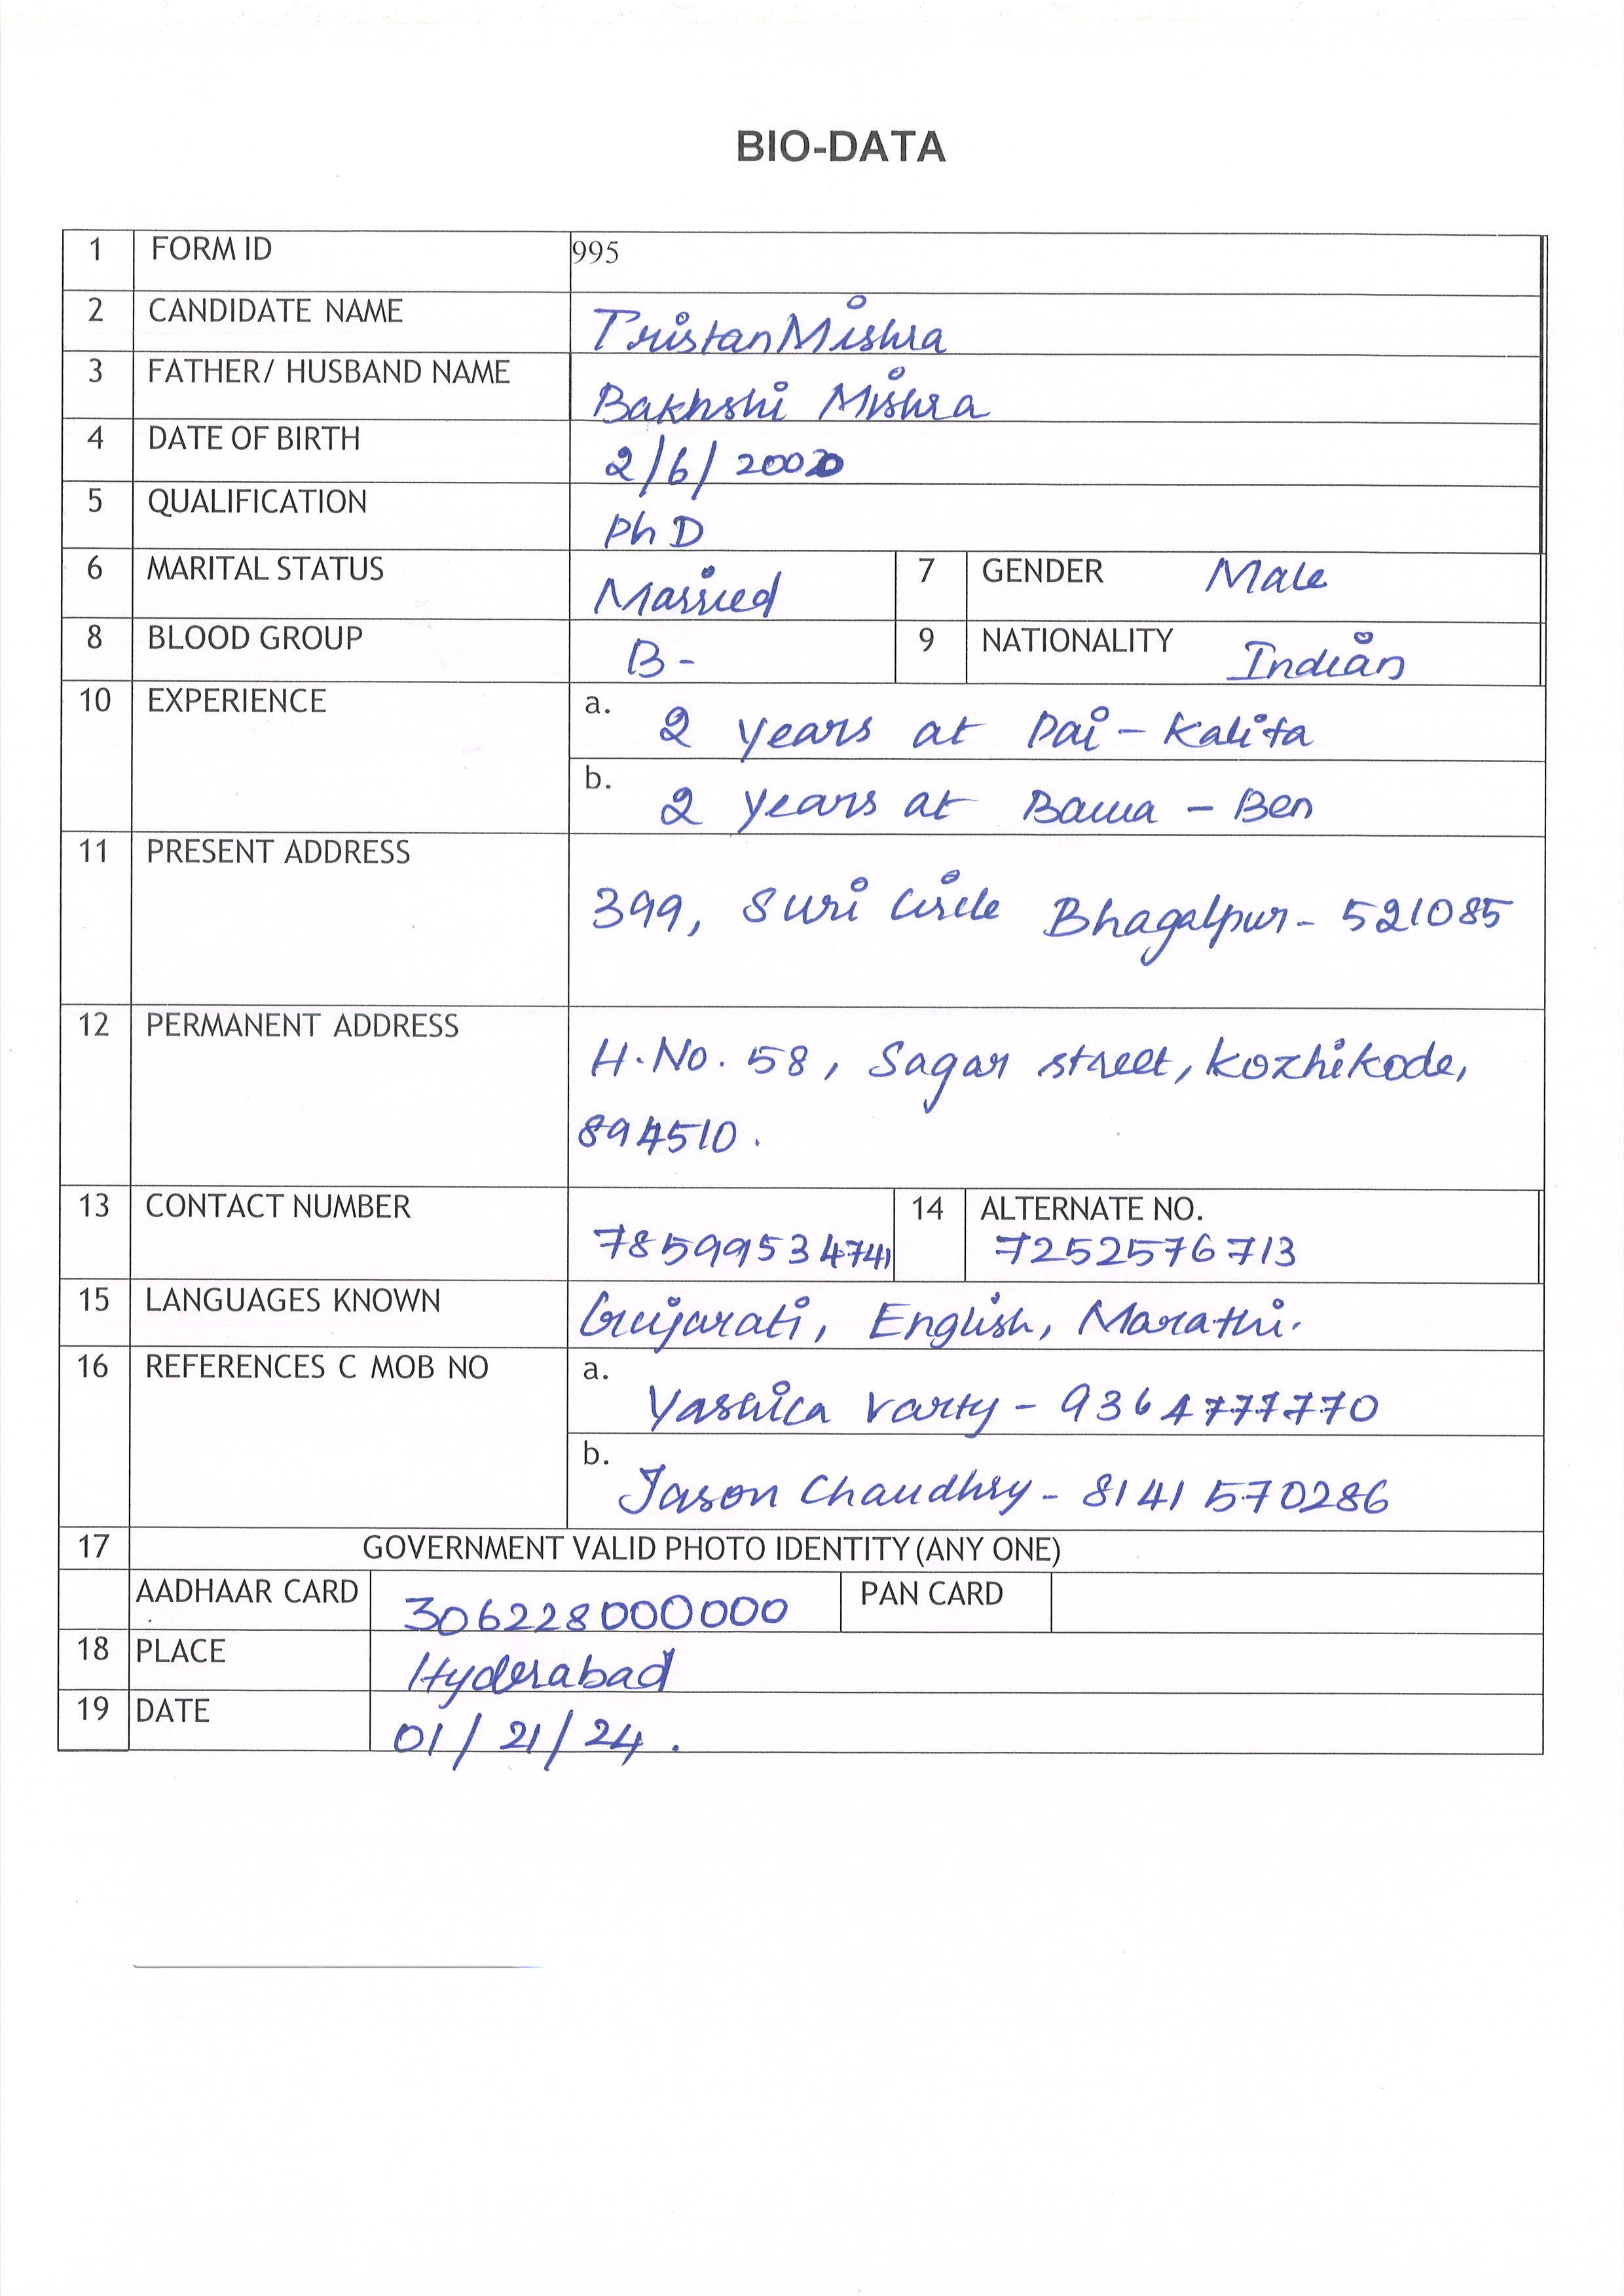 BIO-DATA
1 FORM ID 995
2 CANDIDATE NAME Tristan Mishra
3 FATHER/ HUSBAND NAME Bakhshi Mishra
4 DATE OF BIRTH 2/6/2000
5 QUALIFICATION Ph D
6 MARITAL STATUS Married 7 GENDER Male
8 BLOOD GROUP B- 9 NATIONALITY Indian
10 EXPERIENCE a. 2 years at Pai - Kalita
b. 2 years at Bawa - Ben
11 PRESENT ADDRESS
399, Suri Circle Bhagalpur - 521085
12 PERMANENT ADDRESS
H.No. 58, Sagar street, Kozhikode,
894510.
13 CONTACT NUMBER 78599534741 14 ALTERNATE NO.
7252576713
15 LANGUAGES KNOWN Gujarati, English, Marathi.
16 REFERENCES C MOB NO a. Yashica Varty - 9364777770
b. Jason Chaudhry - 8141570286
17 GOVERNMENT VALID PHOTO IDENTITY (ANY ONE)
AADHAAR CARD 306228000000 PAN CARD
18 PLACE Hyderabad
19 DATE 01/21/24.